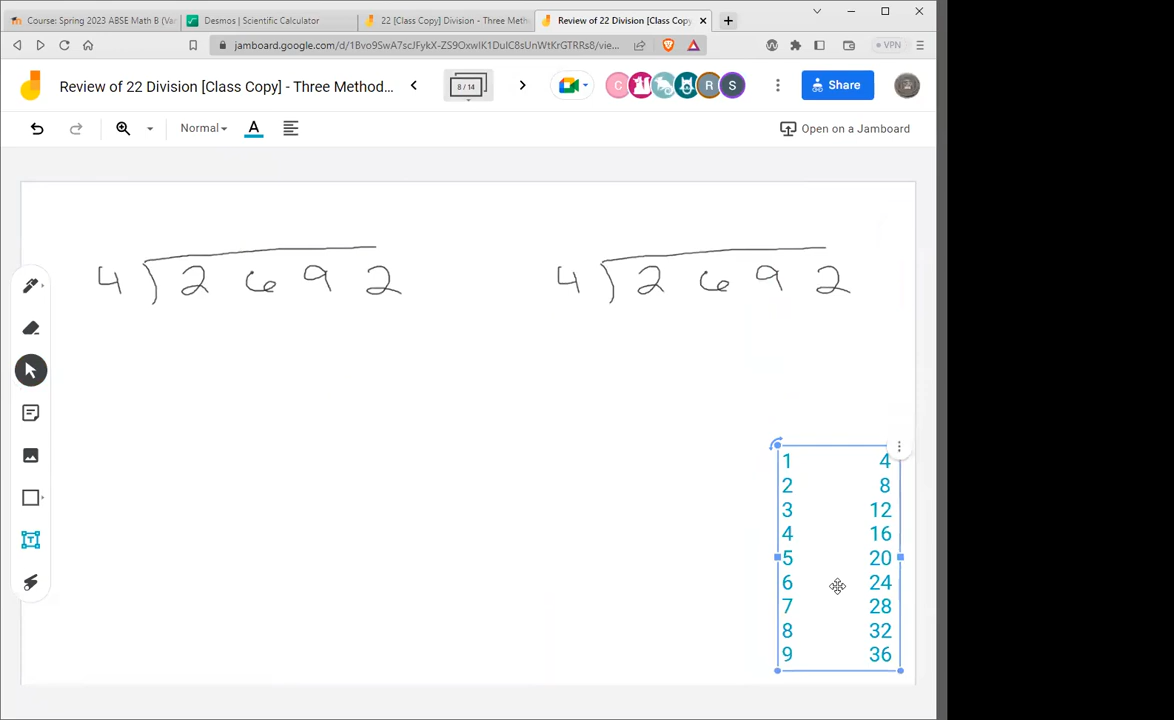 Course: Spring 2023 ABSE Math B (Va
Desmos | Scientific Calculator
22 [Class Copy] Division - Three Meth
Review of 22 Division [Class Copy]
jamboard.google.com/d/1Bvo9SwA7scJFykX-ZS9OxwIK1DulC8sUnWtKrGTRRs8/vie...
VPN
Review of 22 Division [Class Copy] - Three Method...
8 / 14
C
R
S
Share
Normal
A
Open on a Jamboard
4 2 6 9 2
4 2 6 9 2
1 4
2 8
3 12
4 16
5 20
6 24
7 28
8 32
9 36